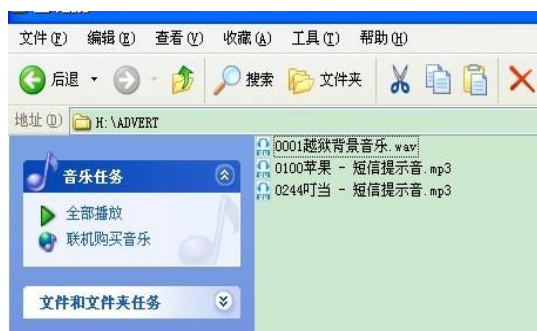 文件(F) 编辑(E) 查看(V) 收藏(A) 工具(T) 帮助(H)
后退 搜索 文件夹
地址(D) H:\ADVERT
音乐任务
全部播放
联机购买音乐
文件和文件夹任务
0001越狱背景音乐.wav
0100苹果 - 短信提示音.mp3
0244叮当 - 短信提示音.mp3